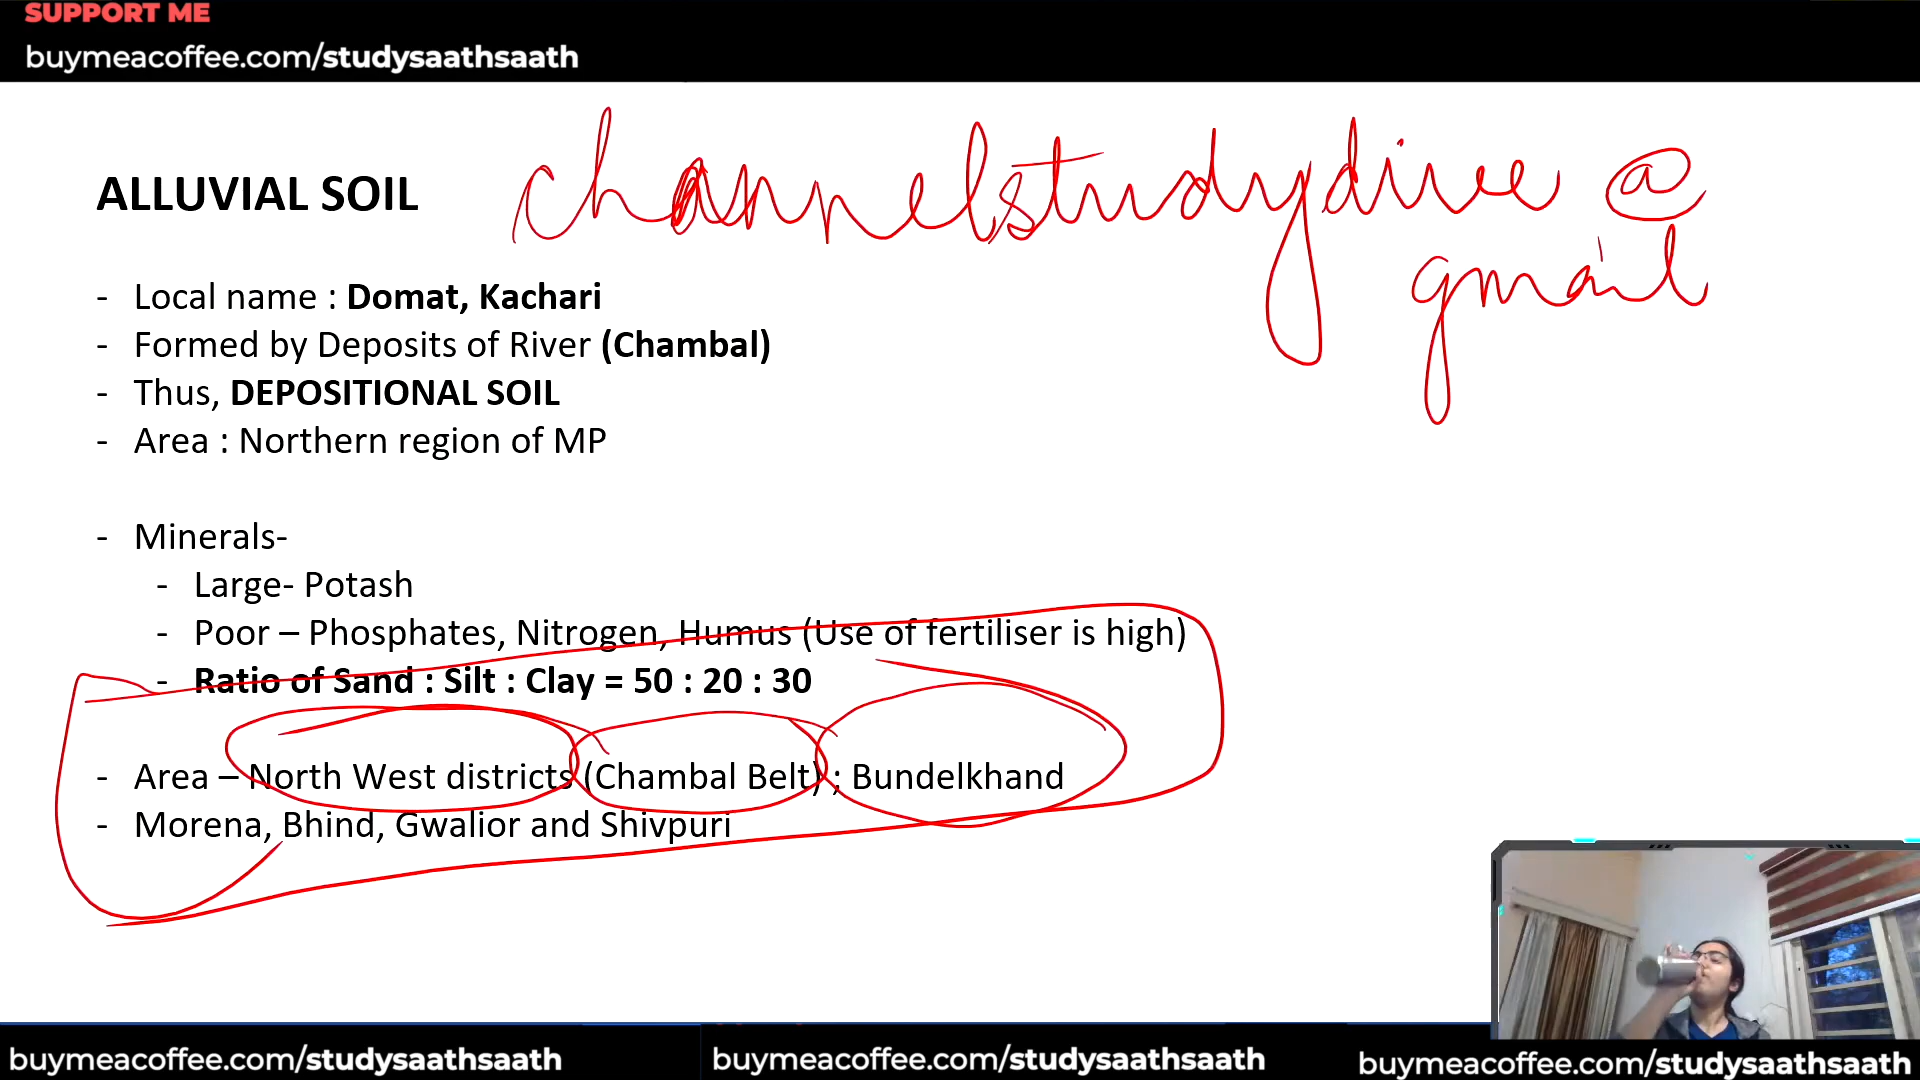 SUPPORT ME
buymeacoffee.com/studysaathsaath
channelstudydive @
gmail
ALLUVIAL SOIL
- Local name : Domat, Kachari
- Formed by Deposits of River (Chambal)
- Thus, DEPOSITIONAL SOIL
- Area : Northern region of MP
- Minerals-
- Large- Potash
- Poor – Phosphates, Nitrogen, Humus (Use of fertiliser is high)
- Ratio of Sand : Silt : Clay = 50 : 20 : 30
- Area – North West districts (Chambal Belt) ; Bundelkhand
- Morena, Bhind, Gwalior and Shivpuri
buymeacoffee.com/studysaathsaath buymeacoffee.com/studysaathsaath buymeacoffee.com/studysaathsaath